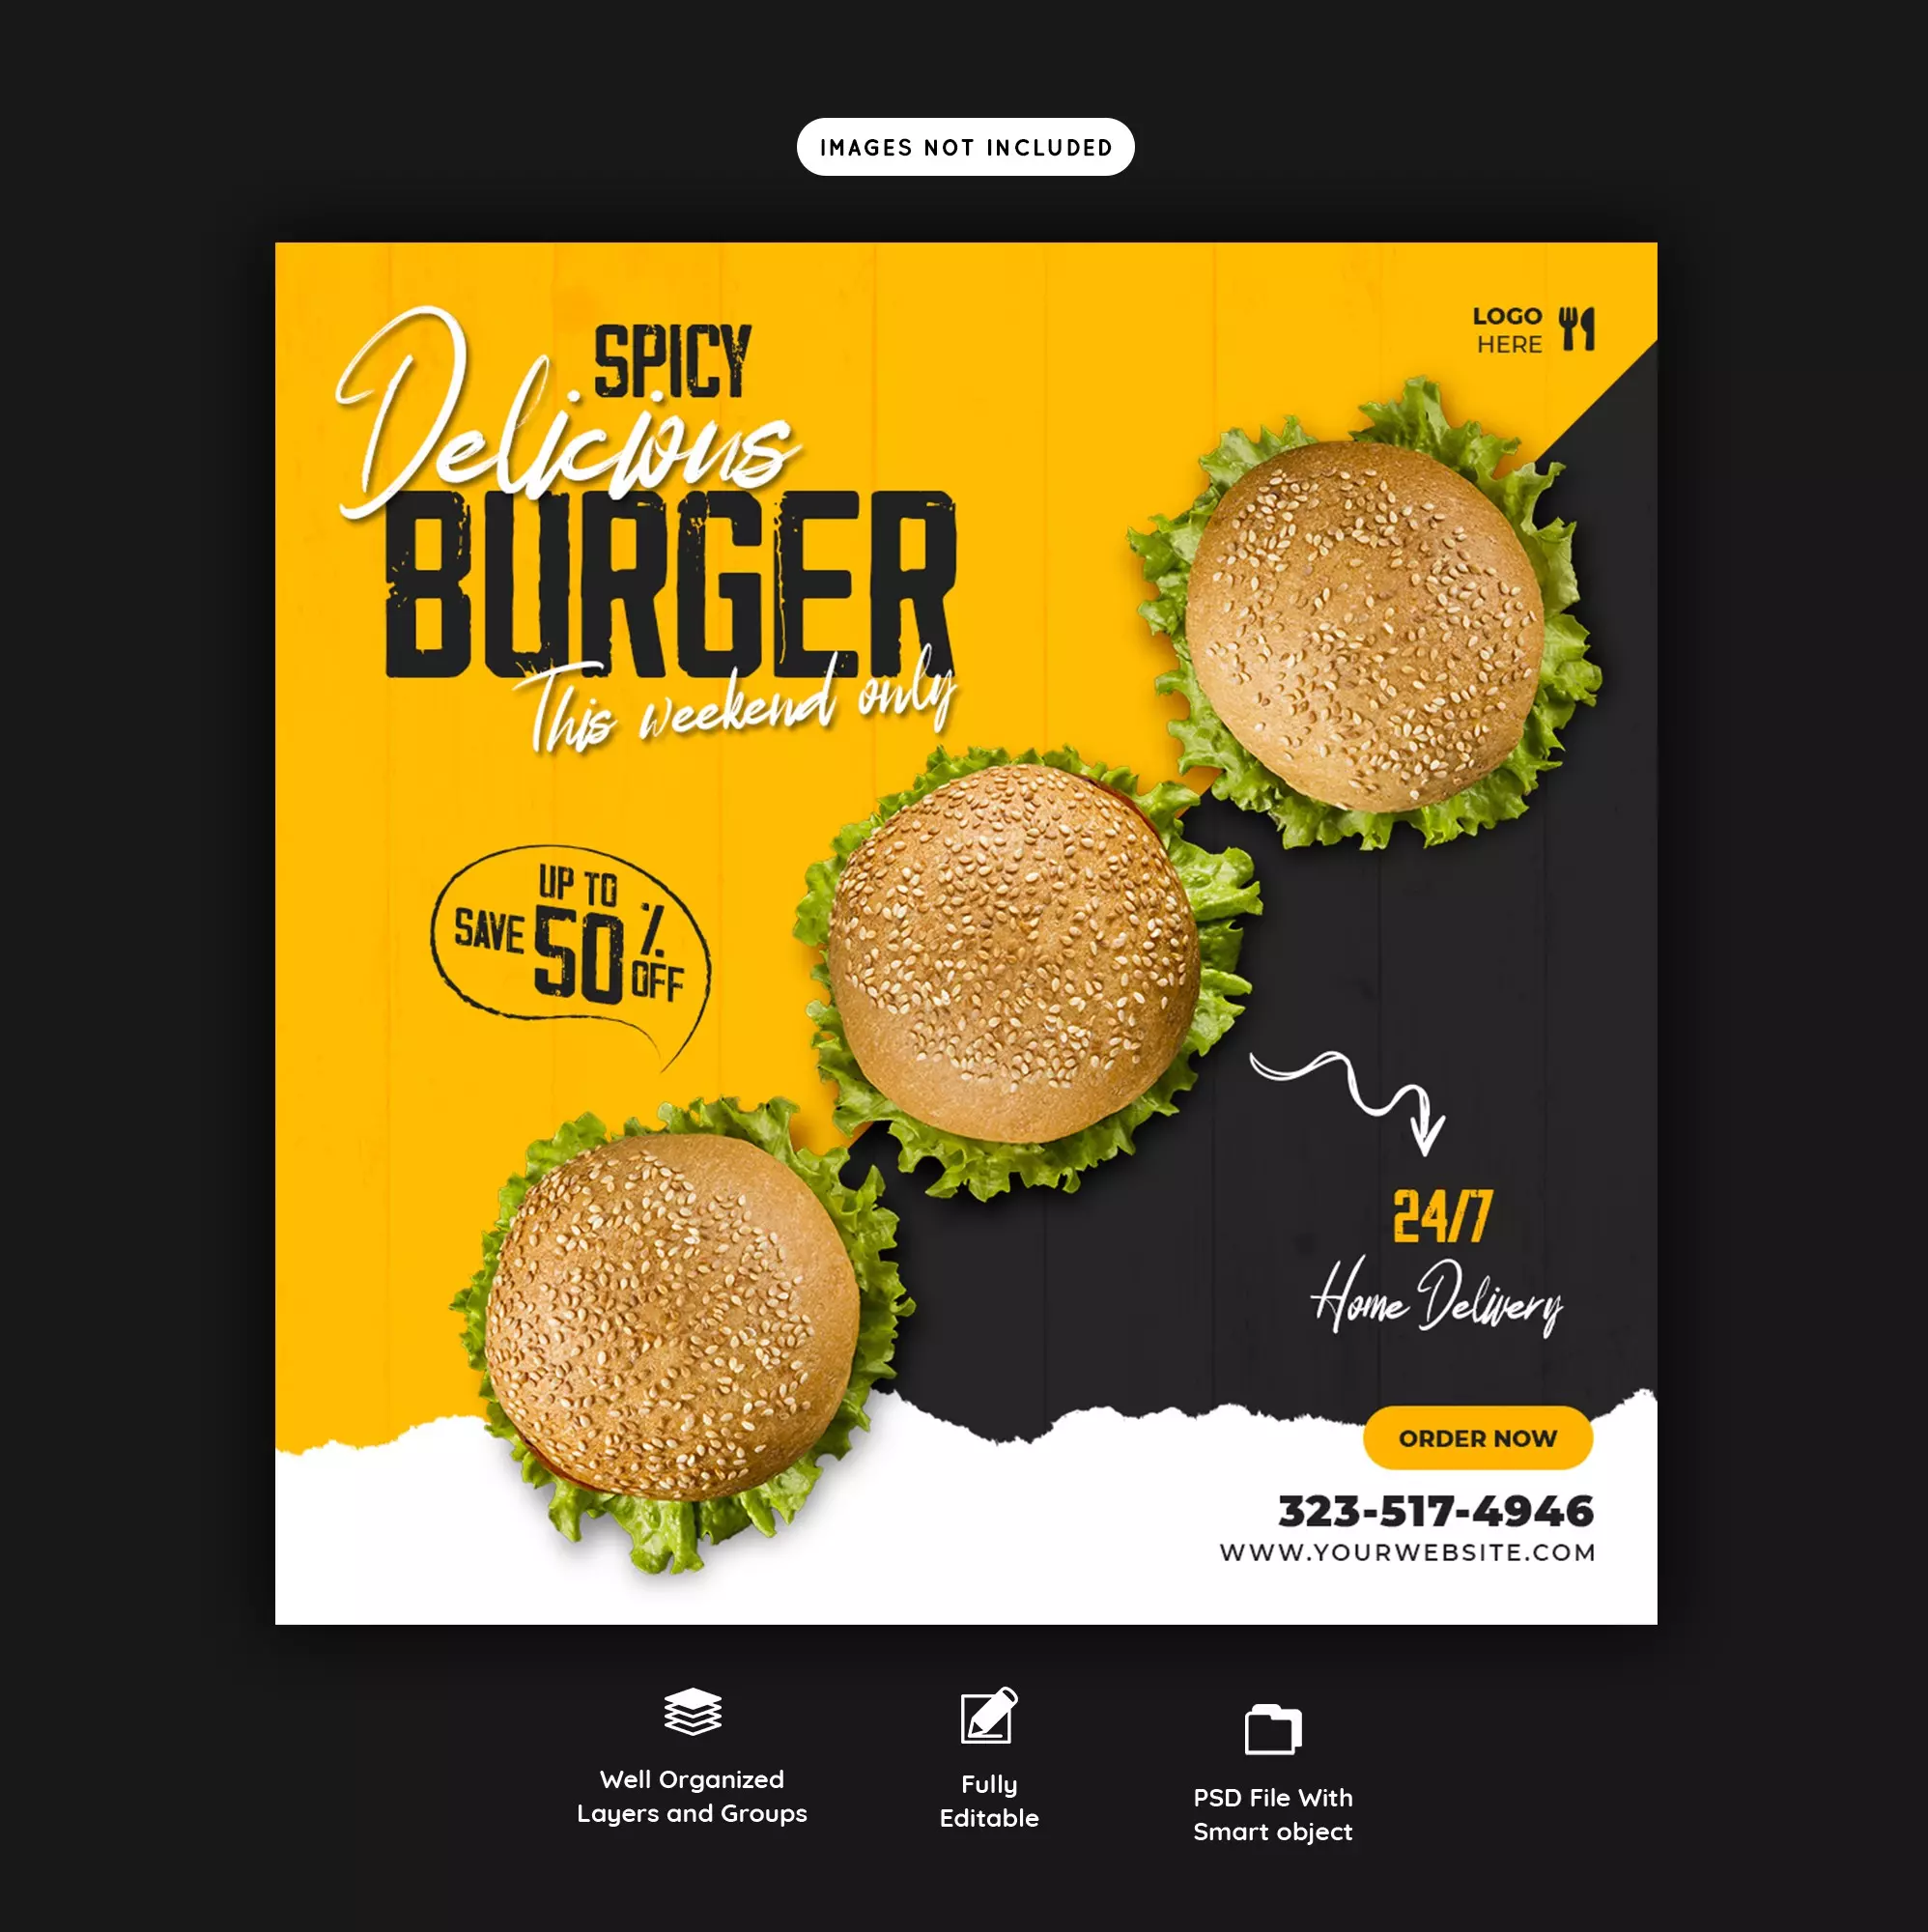 IMAGES NOT INCLUDED
LOGO
HERE
SPICY
Delicious
BURGER
This weekend only
UP TO
SAVE 50%
OFF
24/7
Home Delivery
ORDER NOW
323-517-4946
WWW.YOURWEBSITE.COM
Well Organized
Layers and Groups
Fully
Editable
PSD File With
Smart object